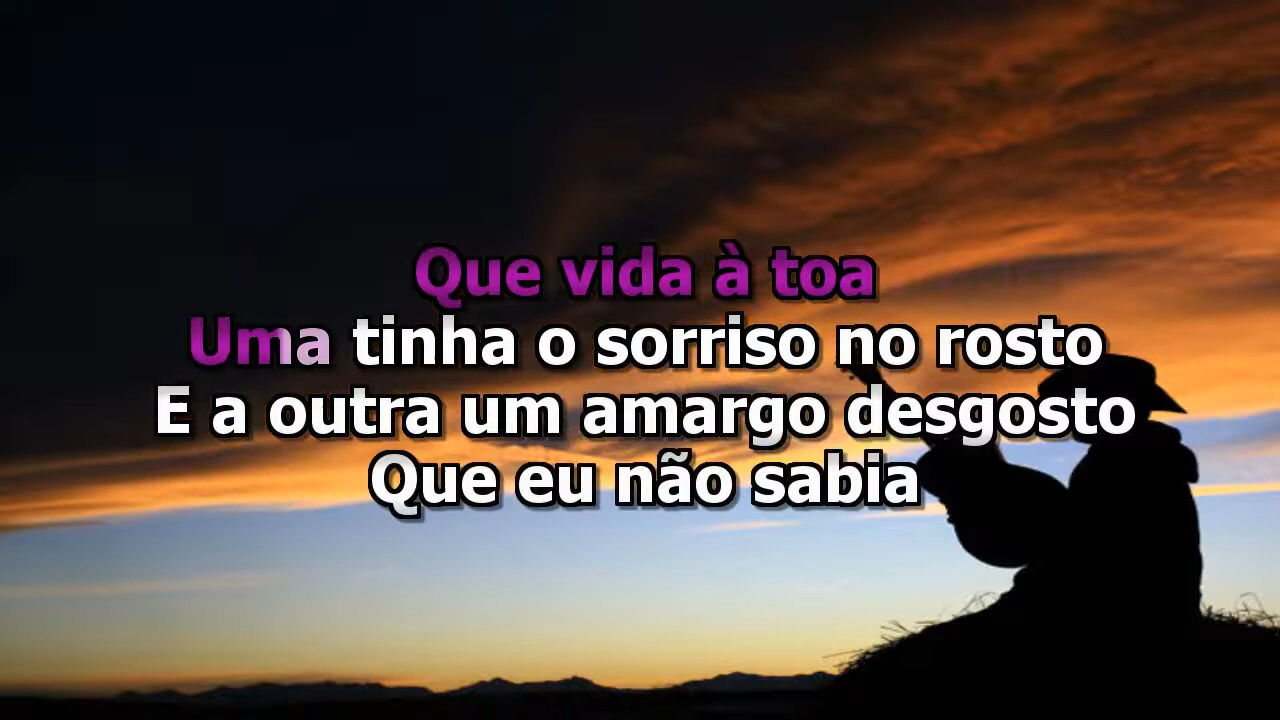 Que vida à toa
Uma tinha o sorriso no rosto
E a outra um amargo desgosto
Que eu não sabia